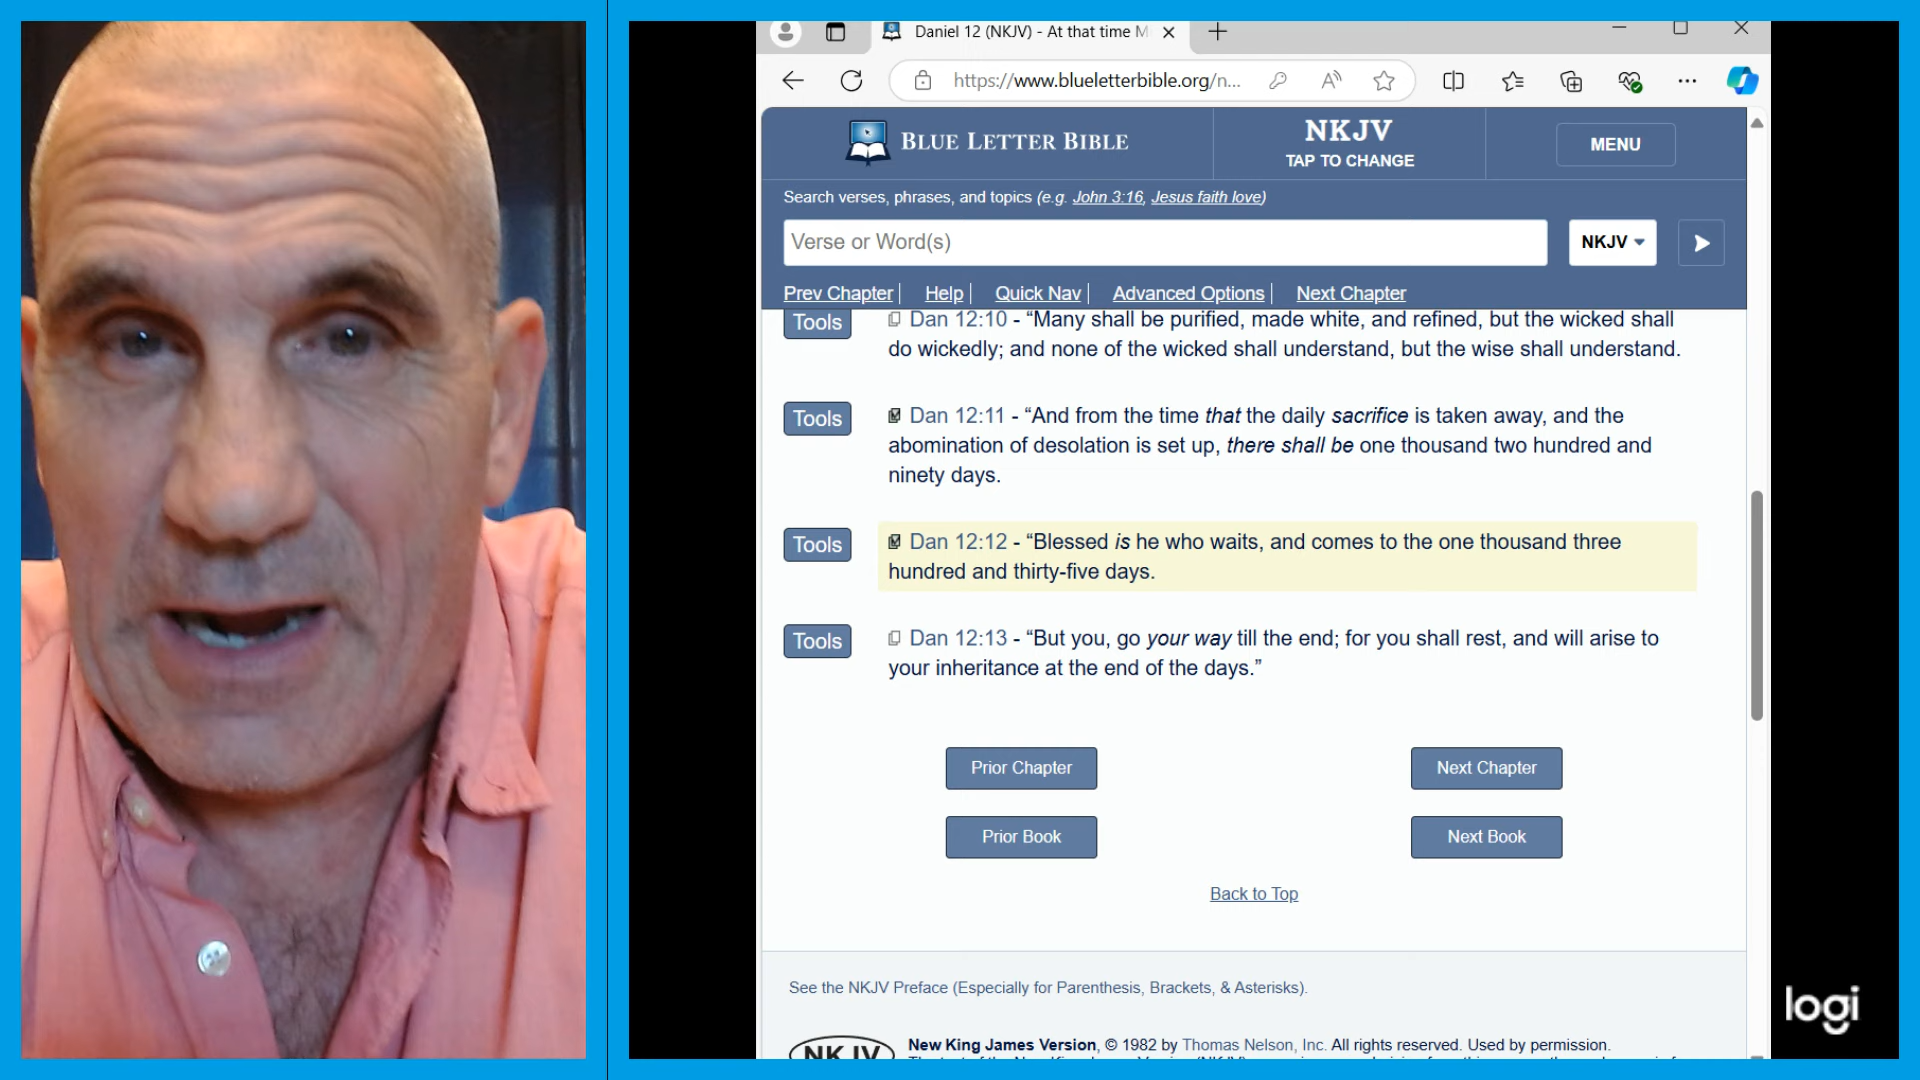 Daniel 12 (NKJV) - At that time M
https://www.blueletterbible.org/n...
BLUE LETTER BIBLE
NKJV
TAP TO CHANGE
MENU
Search verses, phrases, and topics (e.g. John 3:16, Jesus faith love)
Verse or Word(s)
NKJV
Prev Chapter | Help | Quick Nav | Advanced Options | Next Chapter
Tools
Dan 12:10 - “Many shall be purified, made white, and refined, but the wicked shall
do wickedly; and none of the wicked shall understand, but the wise shall understand.
Tools
Dan 12:11 - “And from the time that the daily sacrifice is taken away, and the
abomination of desolation is set up, there shall be one thousand two hundred and
ninety days.
Tools
Dan 12:12 - “Blessed is he who waits, and comes to the one thousand three
hundred and thirty-five days.
Tools
Dan 12:13 - “But you, go your way till the end; for you shall rest, and will arise to
your inheritance at the end of the days.”
Prior Chapter
Next Chapter
Prior Book
Next Book
Back to Top
See the NKJV Preface (Especially for Parenthesis, Brackets, & Asterisks).
NKJV
New King James Version, © 1982 by Thomas Nelson, Inc. All rights reserved. Used by permission.
logi